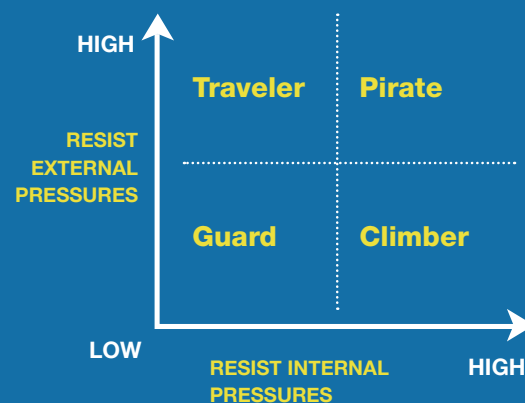 HIGH
Traveler
Pirate
RESIST
EXTERNAL
PRESSURES
Guard
Climber
LOW
RESIST INTERNAL
PRESSURES
HIGH